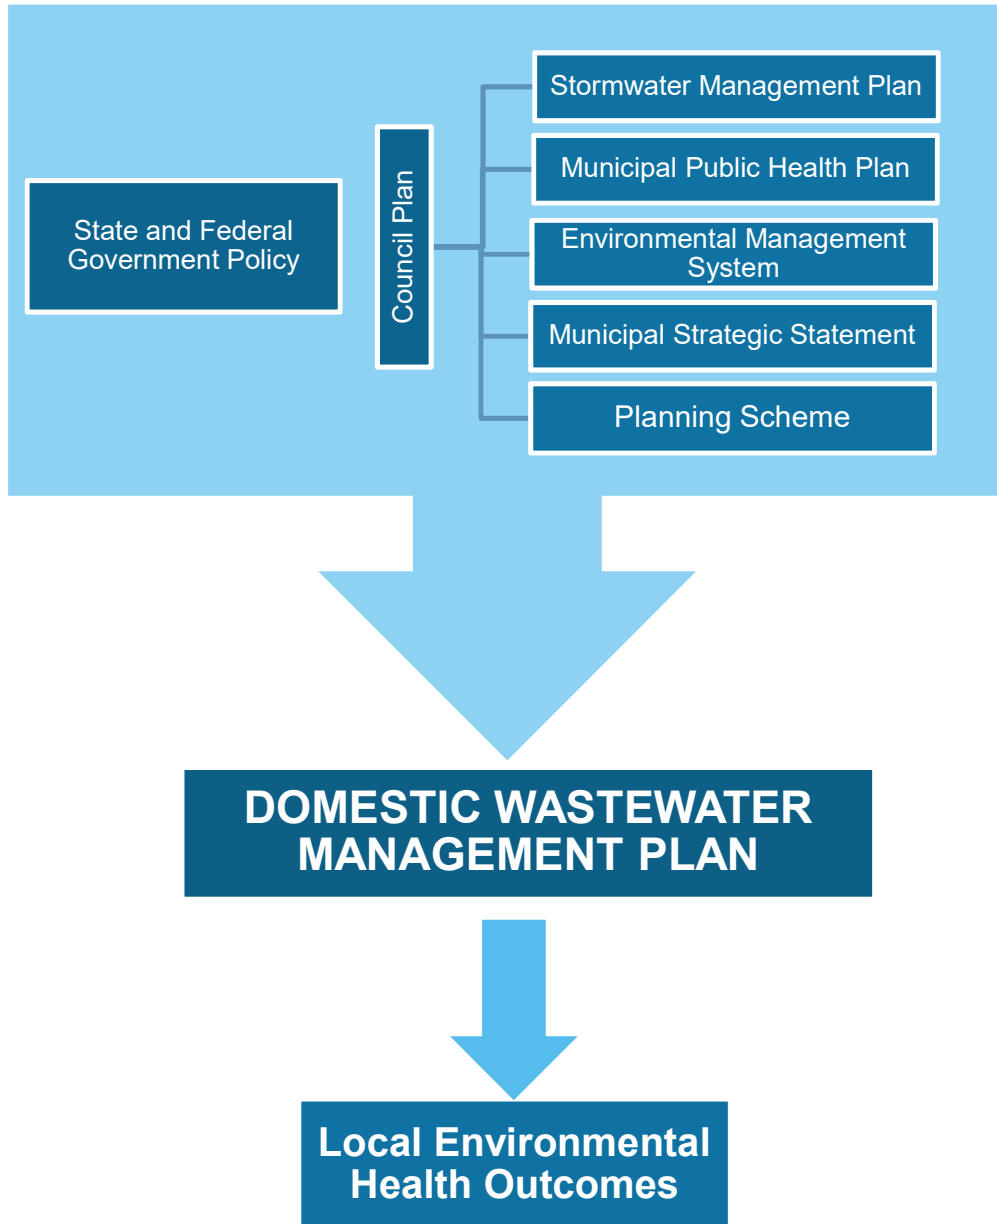 State and Federal
Government Policy
Council Plan
Stormwater Management Plan
Municipal Public Health Plan
Environmental Management
System
Municipal Strategic Statement
Planning Scheme
DOMESTIC WASTEWATER
MANAGEMENT PLAN
Local Environmental
Health Outcomes